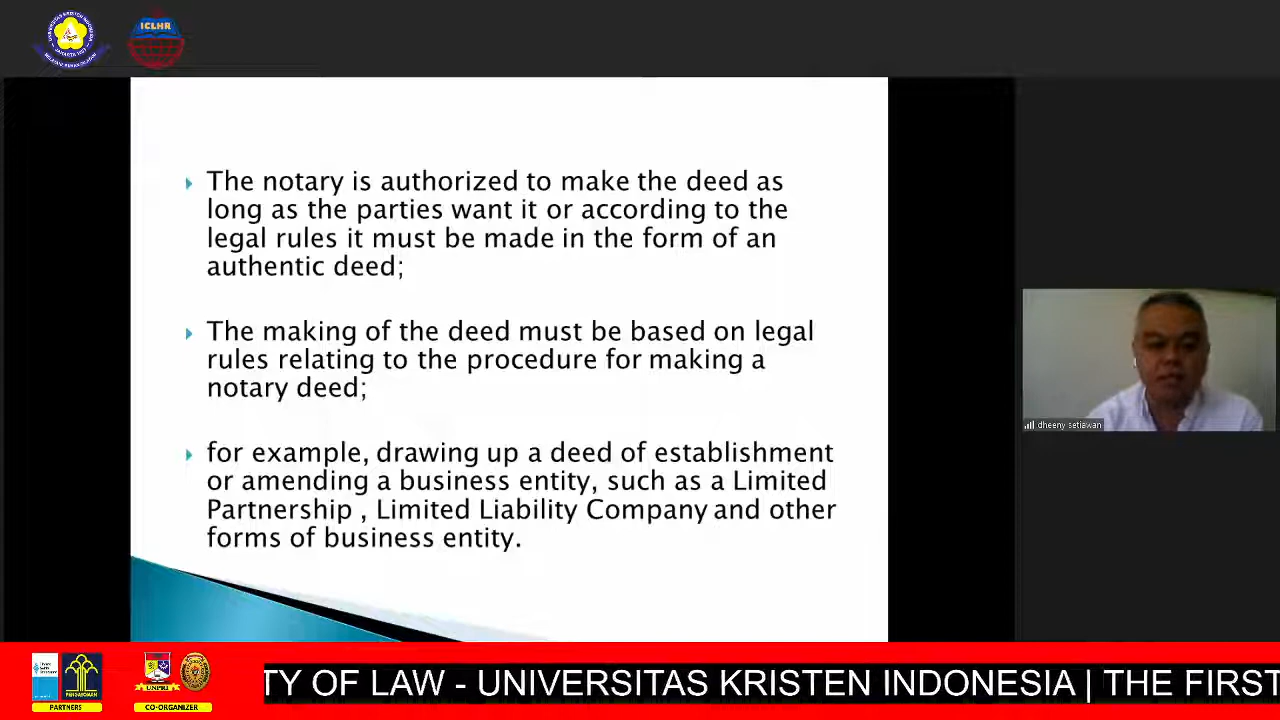 ICLHR
The notary is authorized to make the deed as
long as the parties want it or according to the
legal rules it must be made in the form of an
authentic deed;
The making of the deed must be based on legal
rules relating to the procedure for making a
notary deed;
for example, drawing up a deed of establishment
or amending a business entity, such as a Limited
Partnership , Limited Liability Company and other
forms of business entity.
dheeny setiawan
PENGAYOMAN
UNPRI
PARTNERS
CO-ORGANIZER
TY OF LAW - UNIVERSITAS KRISTEN INDONESIA | THE FIRST